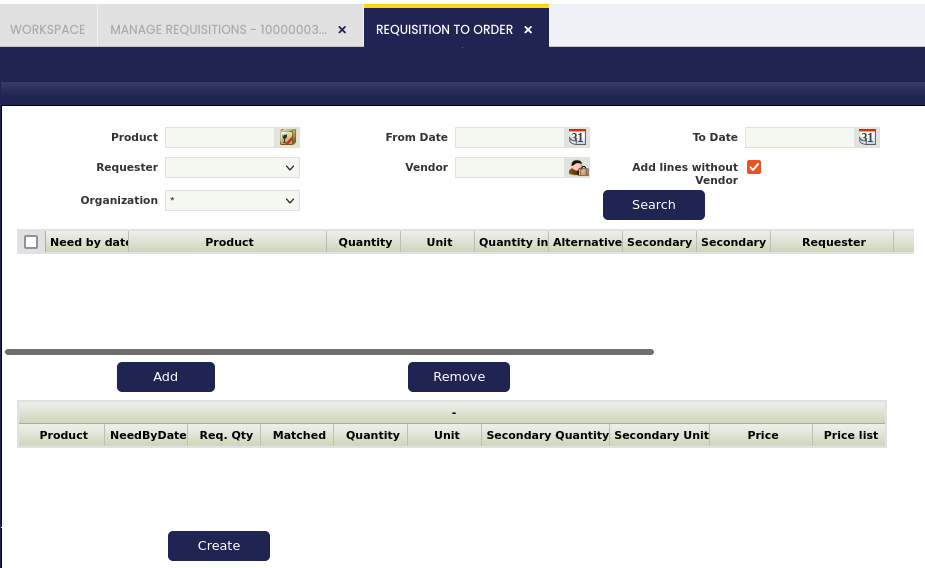 WORKSPACE MANAGE REQUISITIONS - 10000003... × REQUISITION TO ORDER ×
Product From Date 31 To Date 31
Requester Vendor Add lines without Vendor
Organization * Search
Need by date Product Quantity Unit Quantity in Alternative Secondary Secondary Requester
Add Remove
-
Product NeedByDate Req. Qty Matched Quantity Unit Secondary Quantity Secondary Unit Price Price list
Create